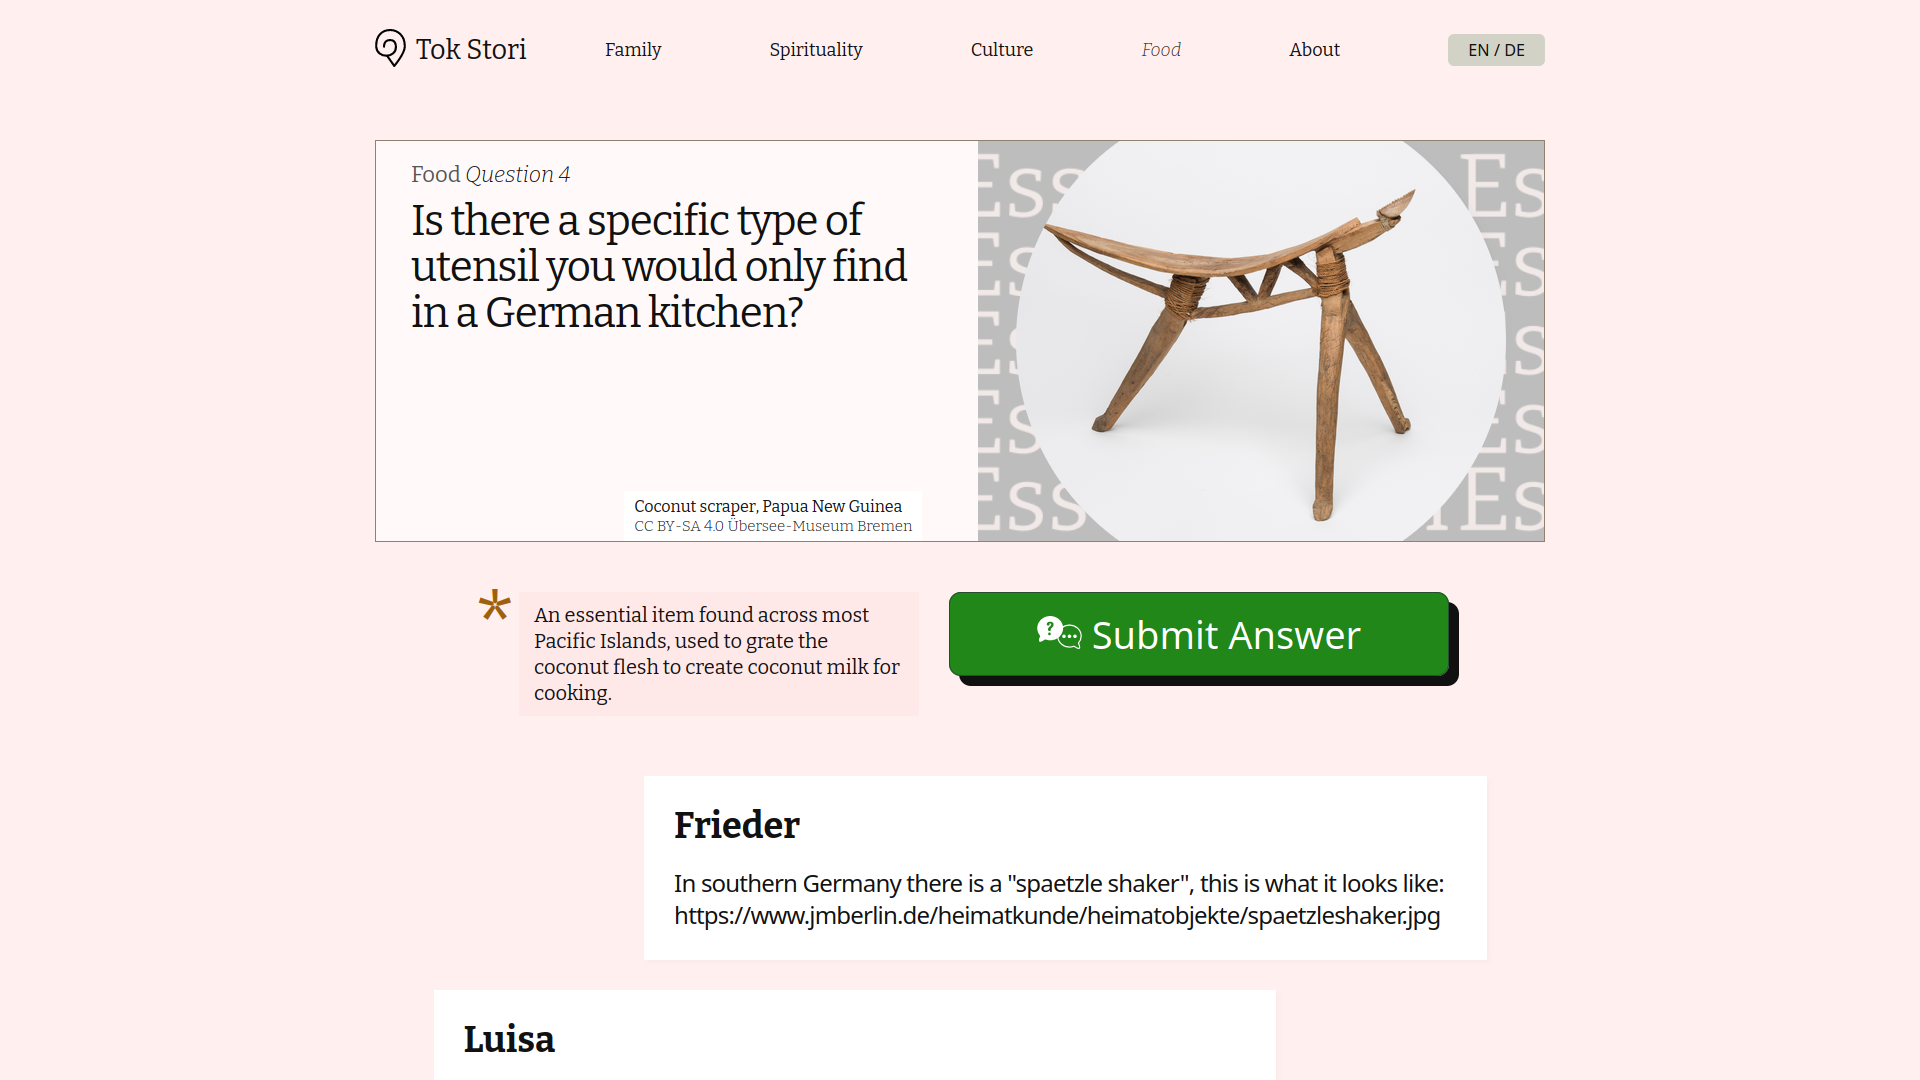 Tok Stori
Family
Spirituality
Culture
Food
About
EN / DE
Food Question 4
Is there a specific type of
utensil you would only find
in a German kitchen?
Coconut scraper, Papua New Guinea
CC BY-SA 4.0 Übersee-Museum Bremen
*
An essential item found across most
Pacific Islands, used to grate the
coconut flesh to create coconut milk for
cooking.
Submit Answer
Frieder
In southern Germany there is a "spaetzle shaker", this is what it looks like:
https://www.jmberlin.de/heimatkunde/heimatobjekte/spaetzleshaker.jpg
Luisa